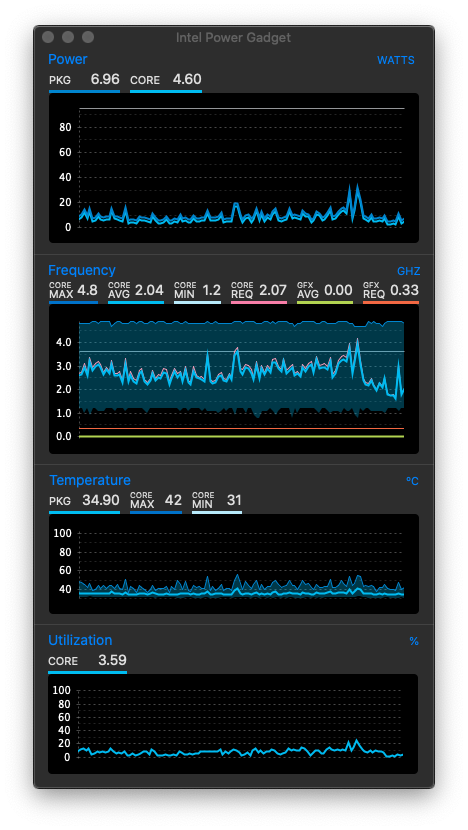 Intel Power Gadget
Power WATTS
PKG 6.96 CORE 4.60
80
60
40
20
0
Frequency GHZ
CORE MAX 4.8 CORE AVG 2.04 CORE MIN 1.2 CORE REQ 2.07 GFX AVG 0.00 GFX REQ 0.33
4.0
3.0
2.0
1.0
0.0
Temperature °C
PKG 34.90 CORE MAX 42 CORE MIN 31
100
80
60
40
Utilization %
CORE 3.59
100
80
60
40
20
0